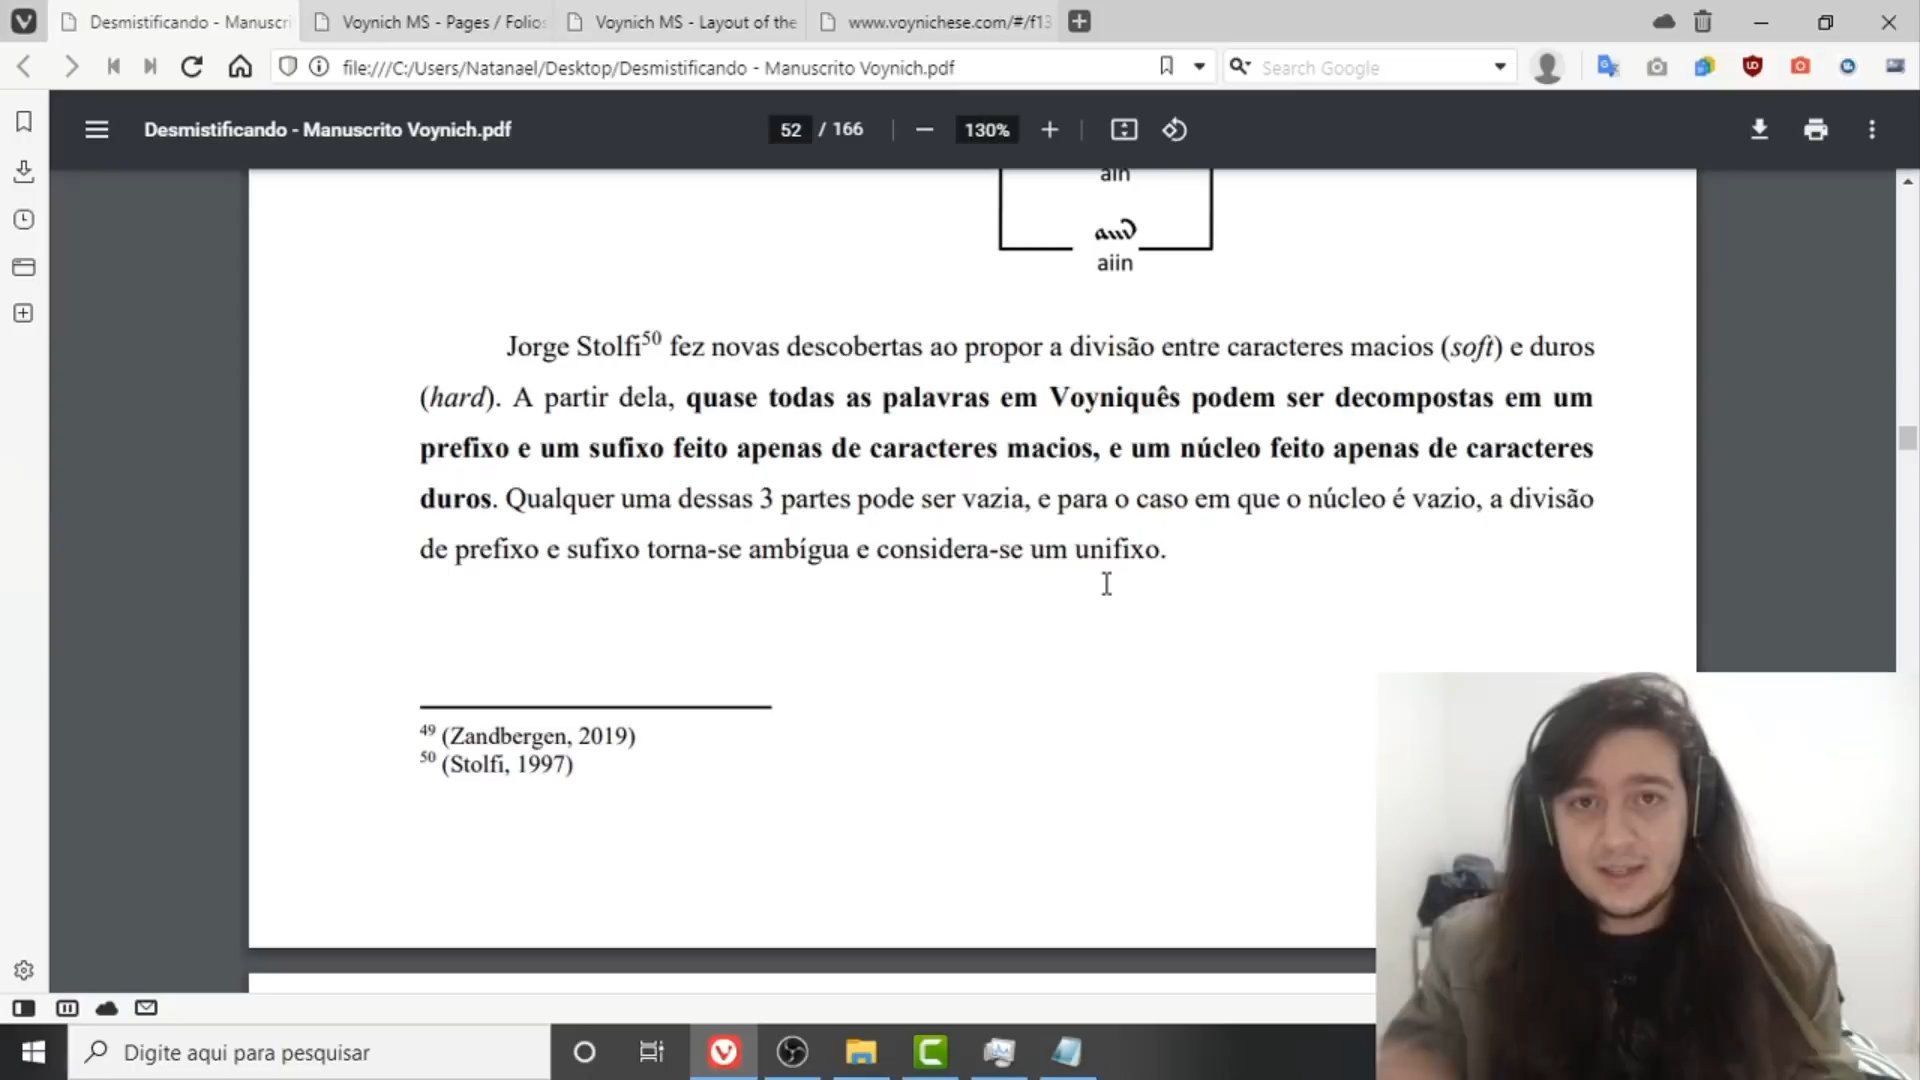 Desmistificando - Manuscri
Voynich MS - Pages / Folios
Voynich MS - Layout of the
www.voynichese.com/#/f13
file:///C:/Users/Natanael/Desktop/Desmistificando - Manuscrito Voynich.pdf
Search Google
Desmistificando - Manuscrito Voynich.pdf
52 / 166
130%
ain
aiin
Jorge Stolfi50 fez novas descobertas ao propor a divisão entre caracteres macios (soft) e duros
(hard). A partir dela, quase todas as palavras em Voyniquês podem ser decompostas em um
prefixo e um sufixo feito apenas de caracteres macios, e um núcleo feito apenas de caracteres
duros. Qualquer uma dessas 3 partes pode ser vazia, e para o caso em que o núcleo é vazio, a divisão
de prefixo e sufixo torna-se ambígua e considera-se um unifixo.
49 (Zandbergen, 2019)
50 (Stolfi, 1997)
Digite aqui para pesquisar